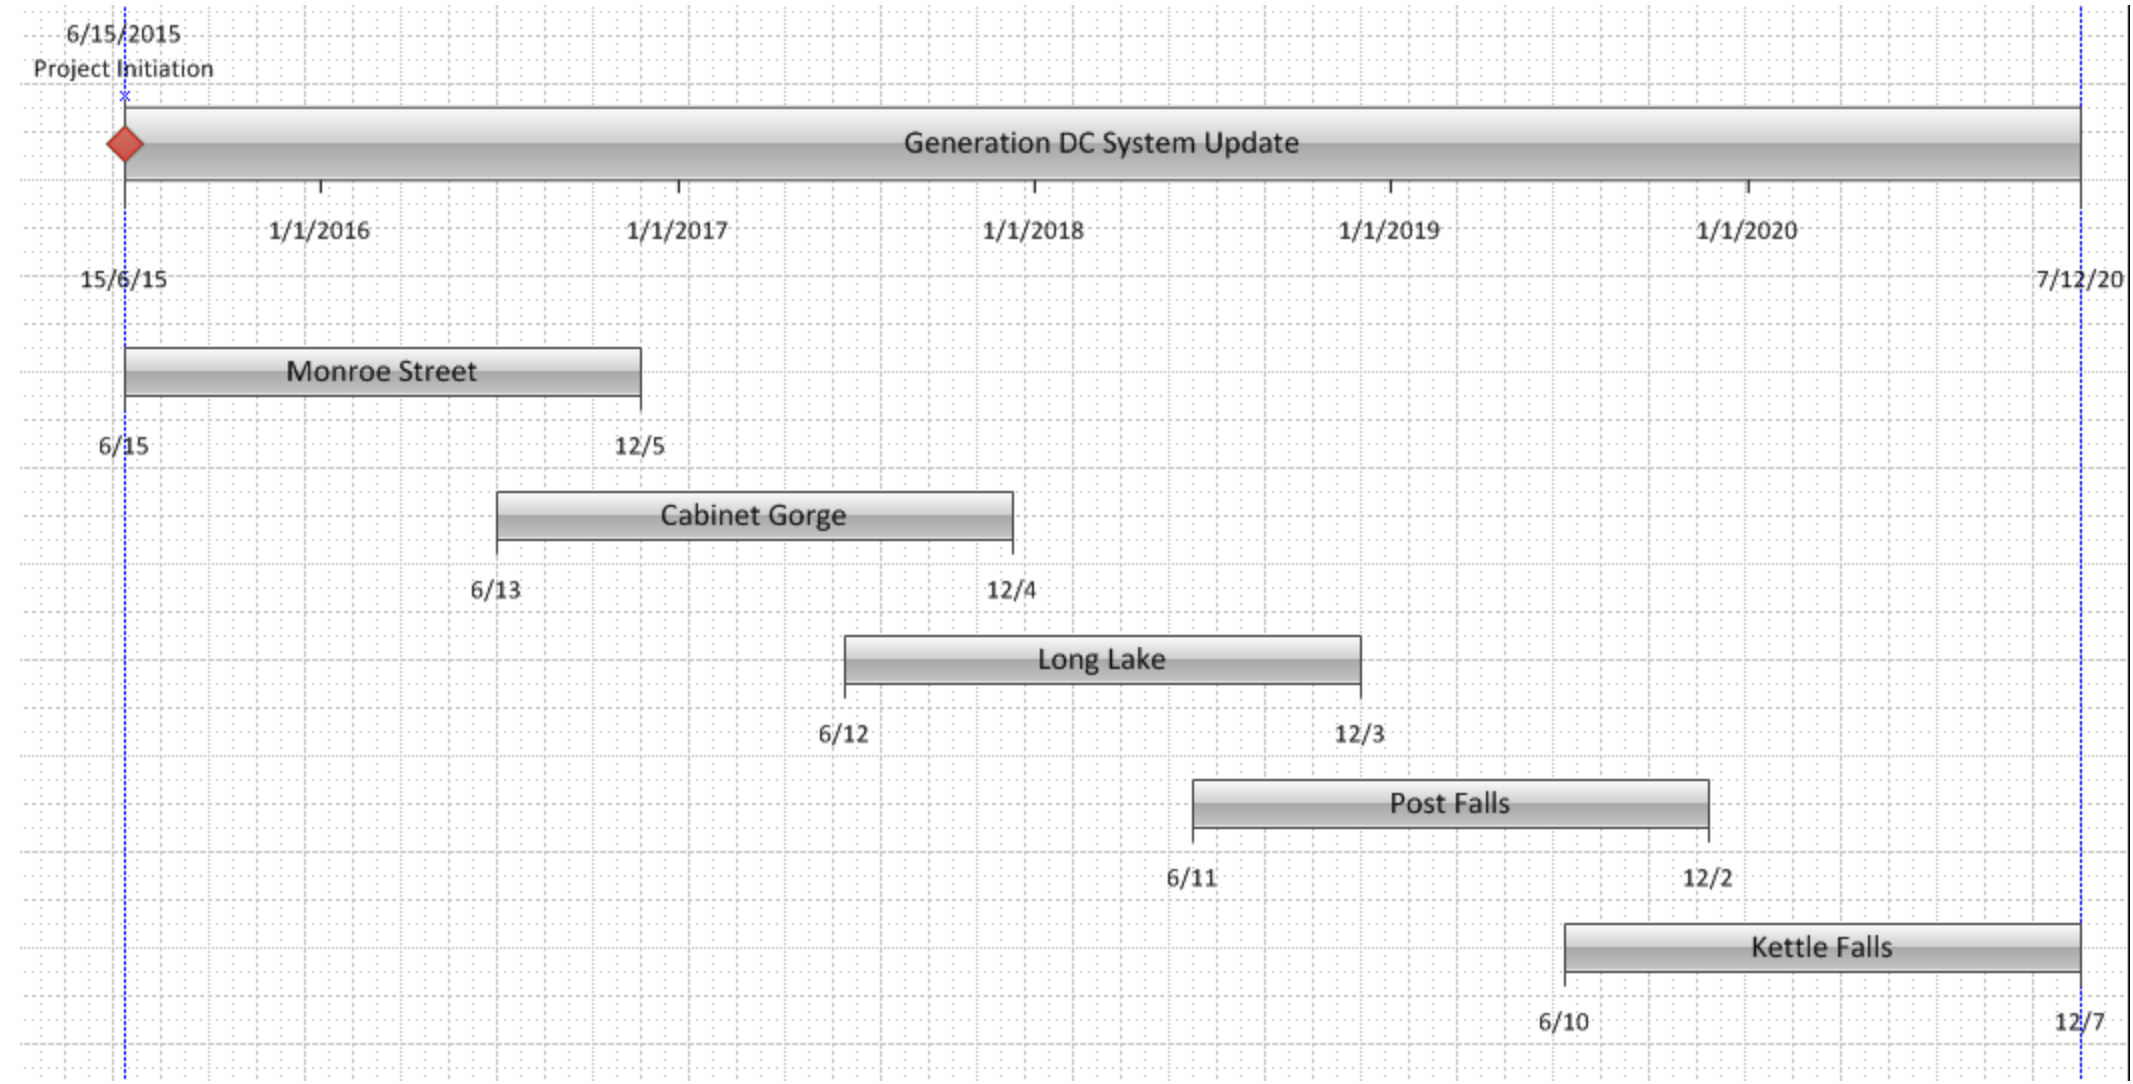 6/15/2015
Project Initiation
Generation DC System Update
1/1/2016 1/1/2017 1/1/2018 1/1/2019 1/1/2020
15/6/15 7/12/20
Monroe Street
6/15 12/5
Cabinet Gorge
6/13 12/4
Long Lake
6/12 12/3
Post Falls
6/11 12/2
Kettle Falls
6/10 12/7